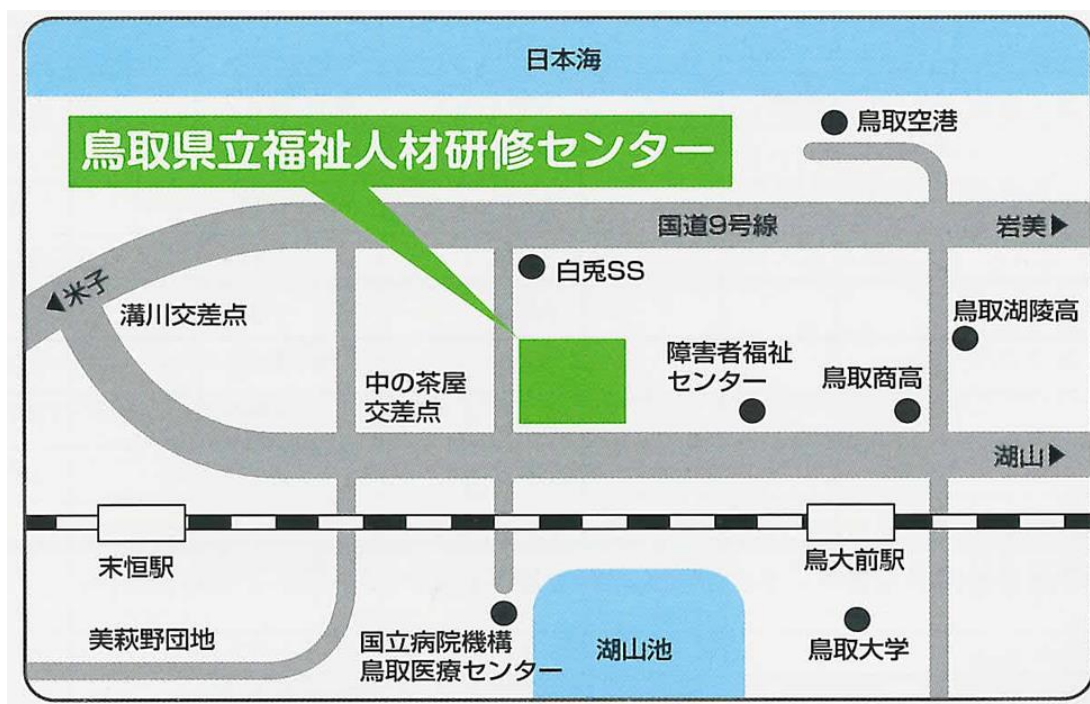 日本海
鳥取空港
鳥取県立福祉人材研修センター
国道9号線
岩美▶
◀米子
白兎SS
溝川交差点
鳥取湖陵高
障害者福祉
センター
鳥取商高
中の茶屋
交差点
湖山▶
末恒駅
鳥大前駅
美萩野団地
国立病院機構
鳥取医療センター
湖山池
鳥取大学